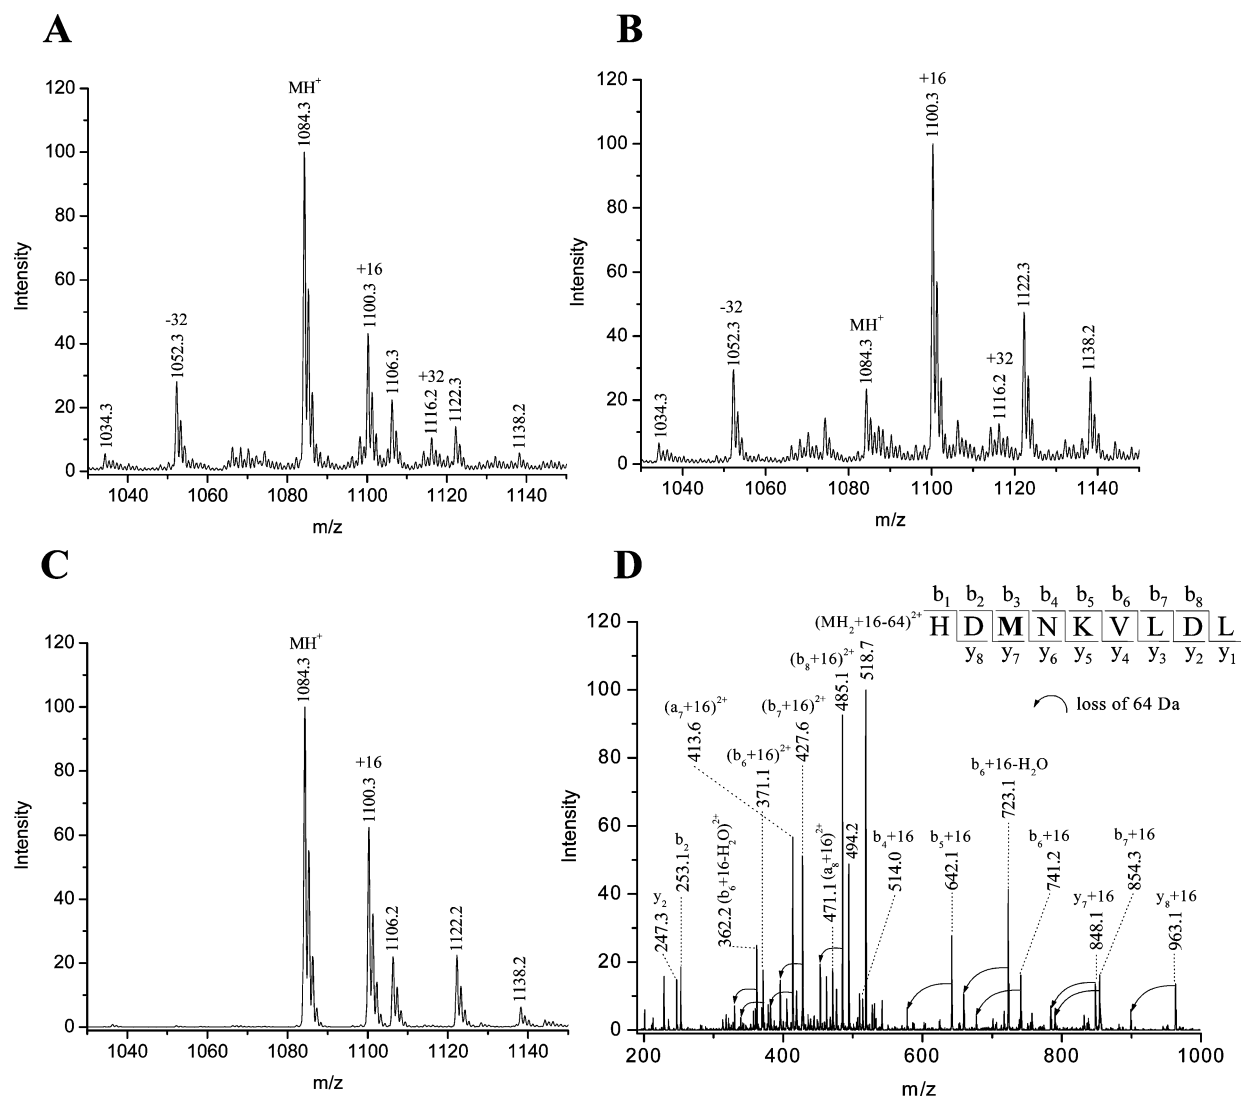 A
120
100
80
60
40
20
0
Intensity
1040 1060 1080 1100 1120 1140
m/z
1034.3
-32
1052.3
MH⁺
1084.3
+16
1100.3
1106.3
+32
1116.2
1122.3
1138.2
B
120
100
80
60
40
20
0
Intensity
1040 1060 1080 1100 1120 1140
m/z
1034.3
-32
1052.3
MH⁺
1084.3
+16
1100.3
+32
1116.2
1122.3
1138.2
C
120
100
80
60
40
20
0
Intensity
1040 1060 1080 1100 1120 1140
m/z
MH⁺
1084.3
+16
1100.3
1106.2
1122.2
1138.2
D
120
100
80
60
40
20
0
Intensity
200 400 600 800 1000
m/z
b₁ b₂ b₃ b₄ b₅ b₆ b₇ b₈
H D M N K V L D L
y₈ y₇ y₆ y₅ y₄ y₃ y₂ y₁
loss of 64 Da
y₂
247.3
b₂
253.1
362.2 (b₆+16-H₂O)²⁺
(b₆+16)²⁺
371.1
(a₇+16)²⁺
413.6
(b₇+16)²⁺
427.6
471.1 (a₈+16)²⁺
(b₈+16)²⁺
485.1
494.2
b₄+16
514.0
(MH₂+16-64)²⁺
518.7
b₅+16
642.1
b₆+16-H₂O
723.1
b₆+16
741.2
y₇+16
848.1
b₇+16
854.3
y₈+16
963.1